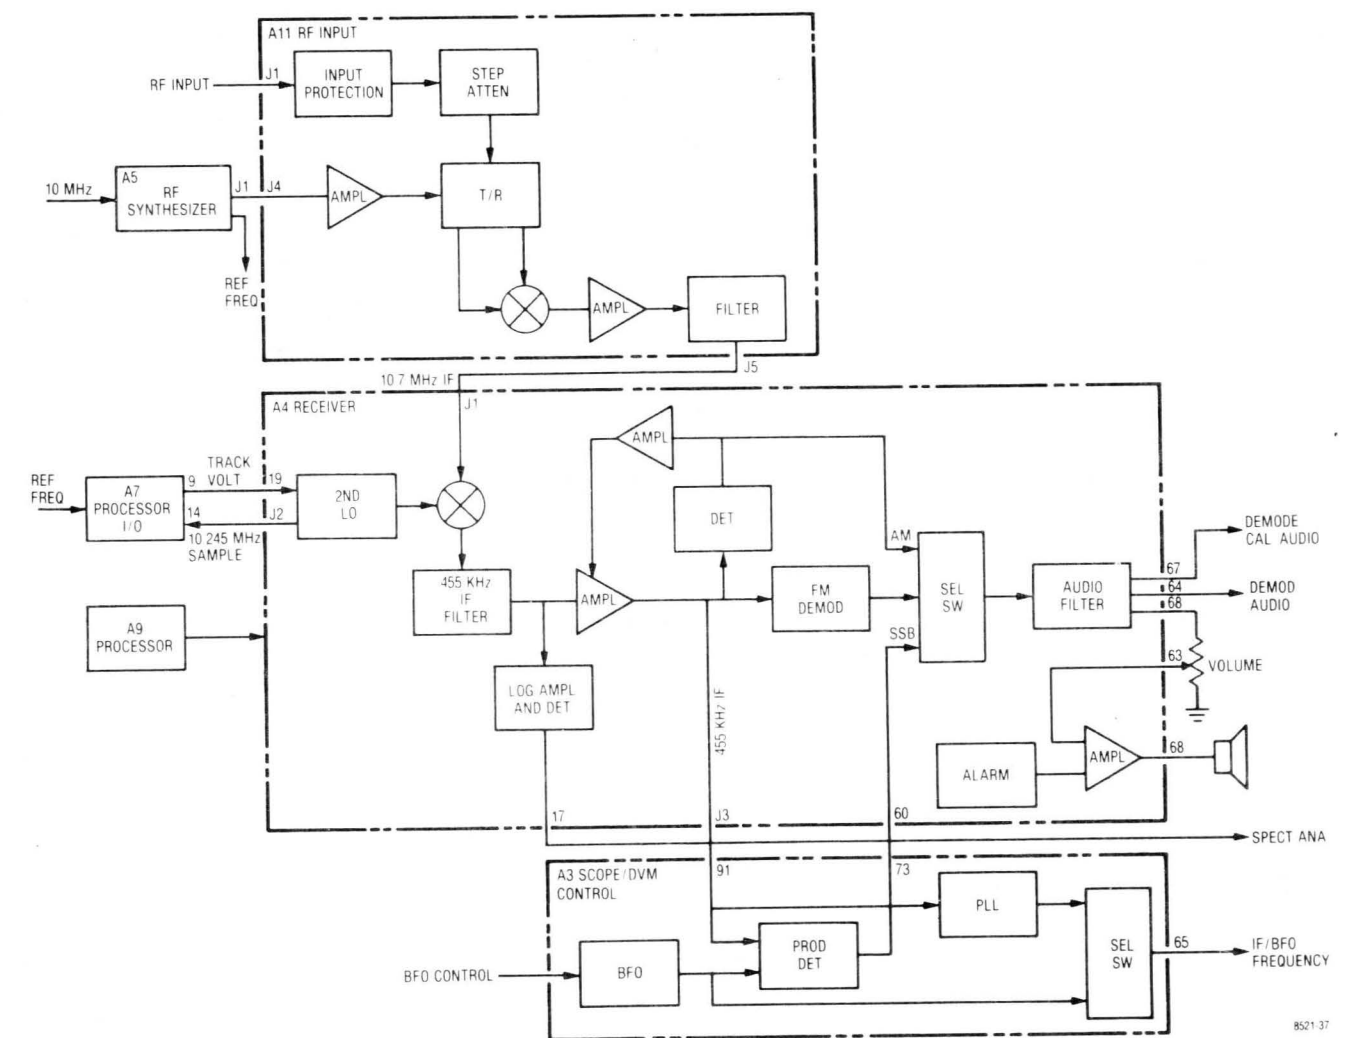 A11 RF INPUT
RF INPUT
J1
INPUT
PROTECTION
STEP
ATTEN
10 MHz
A5
RF
SYNTHESIZER
J1
J4
AMPL
T/R
REF
FREQ
AMPL
FILTER
J5
10.7 MHz IF
J1
A4 RECEIVER
AMPL
REF
FREQ
A7
PROCESSOR
I/O
9
TRACK
VOLT
19
14
J2
10.245 MHz
SAMPLE
2ND
LO
DET
AM
455 KHz
IF
FILTER
AMPL
FM
DEMOD
SEL
SW
AUDIO
FILTER
67
64
68
DEMODE
CAL AUDIO
DEMOD
AUDIO
A9
PROCESSOR
SSB
63
VOLUME
LOG AMPL
AND DET
455 KHz IF
ALARM
AMPL
68
17
J3
60
SPECT ANA
A3 SCOPE/DVM
CONTROL
91
73
PLL
BFO CONTROL
BFO
PROD
DET
SEL
SW
65
IF/BFO
FREQUENCY
8521-37